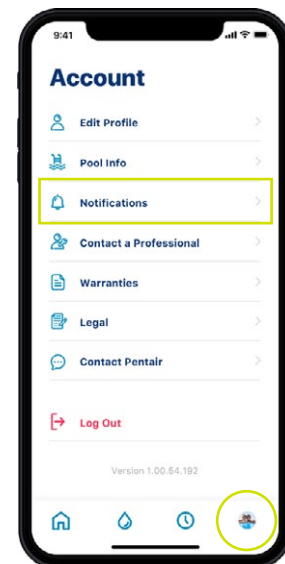 9:41
Account
Edit Profile
Pool Info
Notifications
Contact a Professional
Warranties
Legal
Contact Pentair
Log Out
Version 1.00.64.192